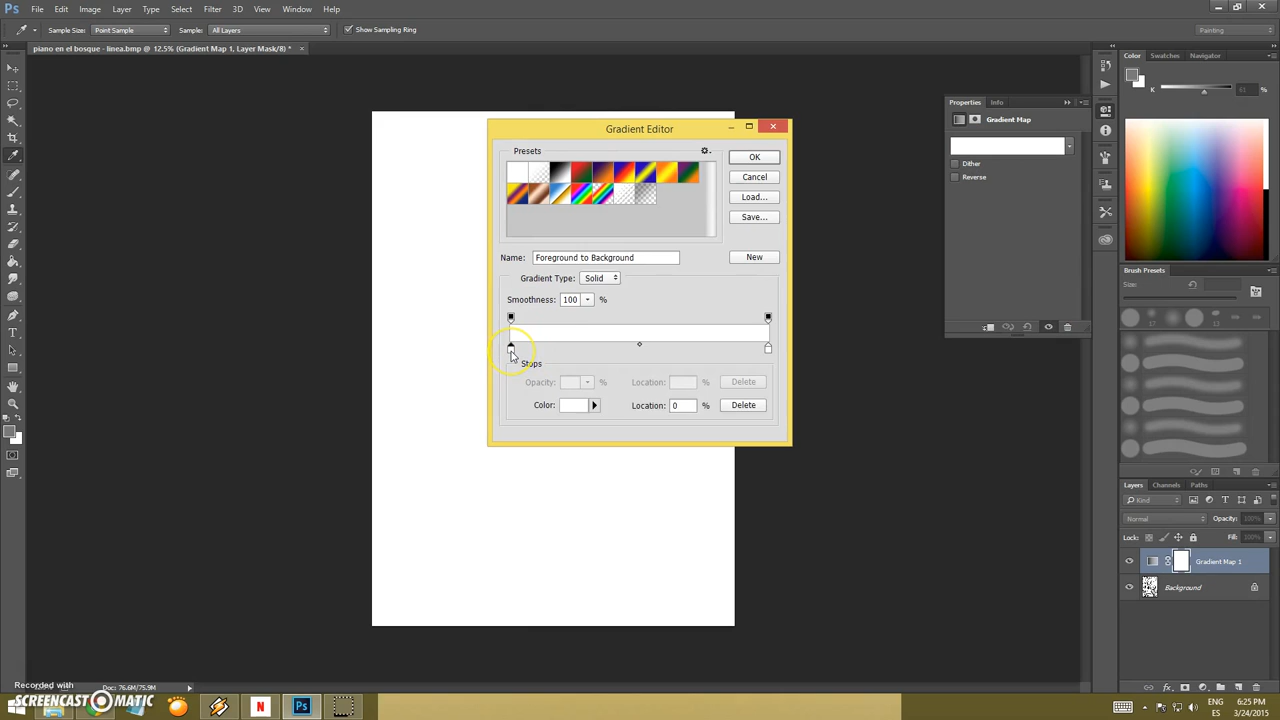 Ps File Edit Image Layer Type Select Filter 3D View Window Help
Sample Size: Point Sample Sample: All Layers Show Sampling Ring Painting
piano en el bosque - linea.bmp @ 12.5% (Gradient Map 1, Layer Mask/8) * ×
Color Swatches Navigator
K 61 %
Properties Info
Gradient Map
Dither
Reverse
Gradient Editor
Presets
OK
Cancel
Load...
Save...
Name: Foreground to Background New
Gradient Type: Solid
Smoothness: 100 %
Stops
Opacity: % Location: % Delete
Color: Location: 0 % Delete
Brush Presets
Size:
Layers Channels Paths
Kind
Normal Opacity: 100%
Lock: Fill: 100%
Gradient Map 1
Background
Recorded with
SCREENCAST MATIC
Doc: 76.6M/75.9M
N Ps
ENG 6:25 PM
ES 3/24/2015